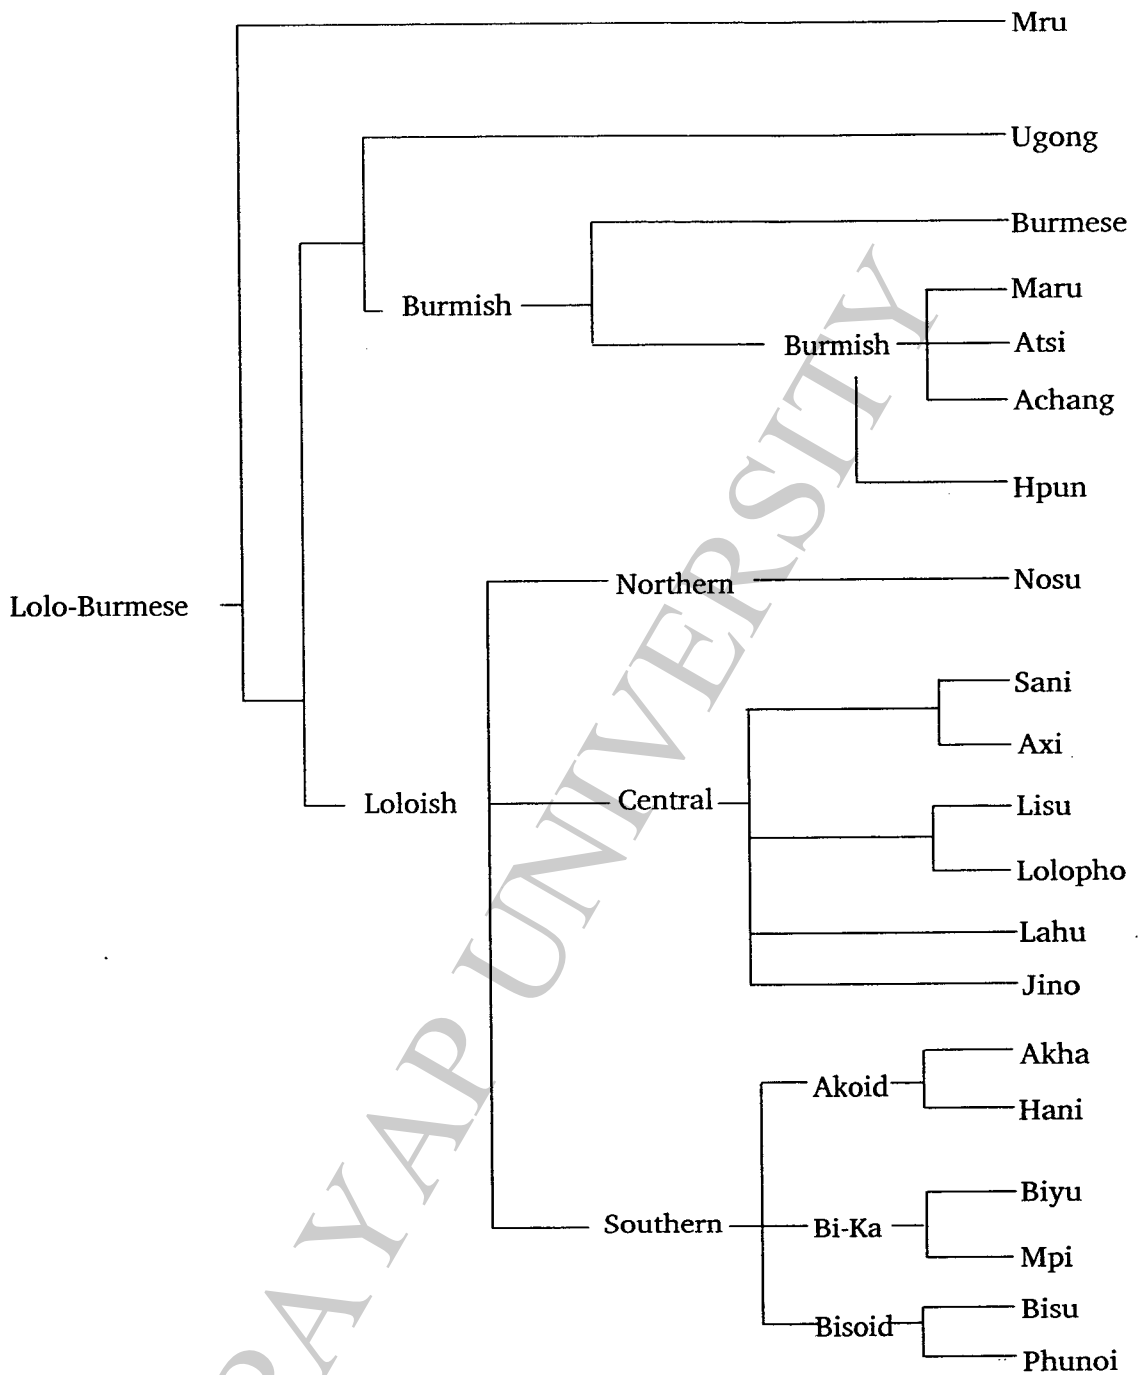 Mru
Ugong
Burmese
Maru
Burmish
Burmish
Atsi
Achang
Hpun
Northern
Nosu
Lolo-Burmese
Sani
Axi
Loloish
Central
Lisu
Lolopho
Lahu
Jino
Akha
Akoid
Hani
Biyu
Southern
Bi-Ka
Mpi
Bisu
Bisoid
Phunoi
PAYAP UNIVERSITY